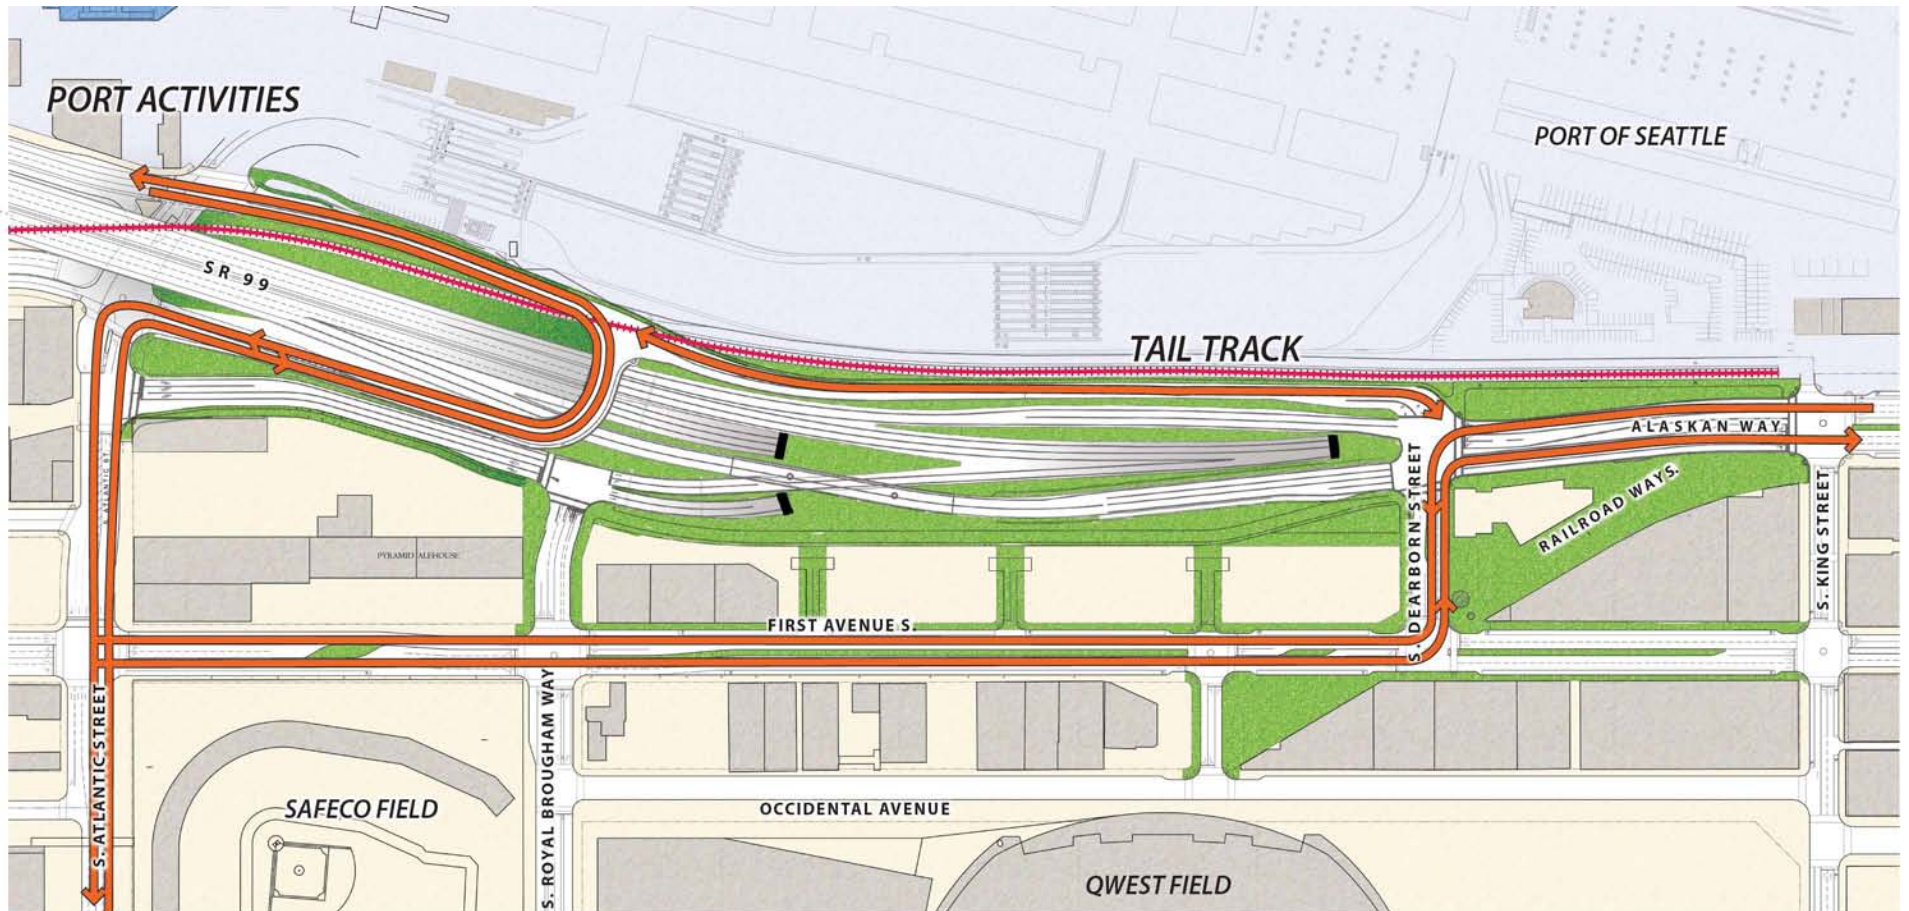 PORT ACTIVITIES
PORT OF SEATTLE
SR 99
TAIL TRACK
ALASKAN WAY
S. DEARBORN STREET
RAILROAD WAY S.
S. KING STREET
PYRAMID ALEHOUSE
FIRST AVENUE S.
S. ATLANTIC STREET
S. ROYAL BROUGHAM WAY
SAFECO FIELD
OCCIDENTAL AVENUE
QWEST FIELD